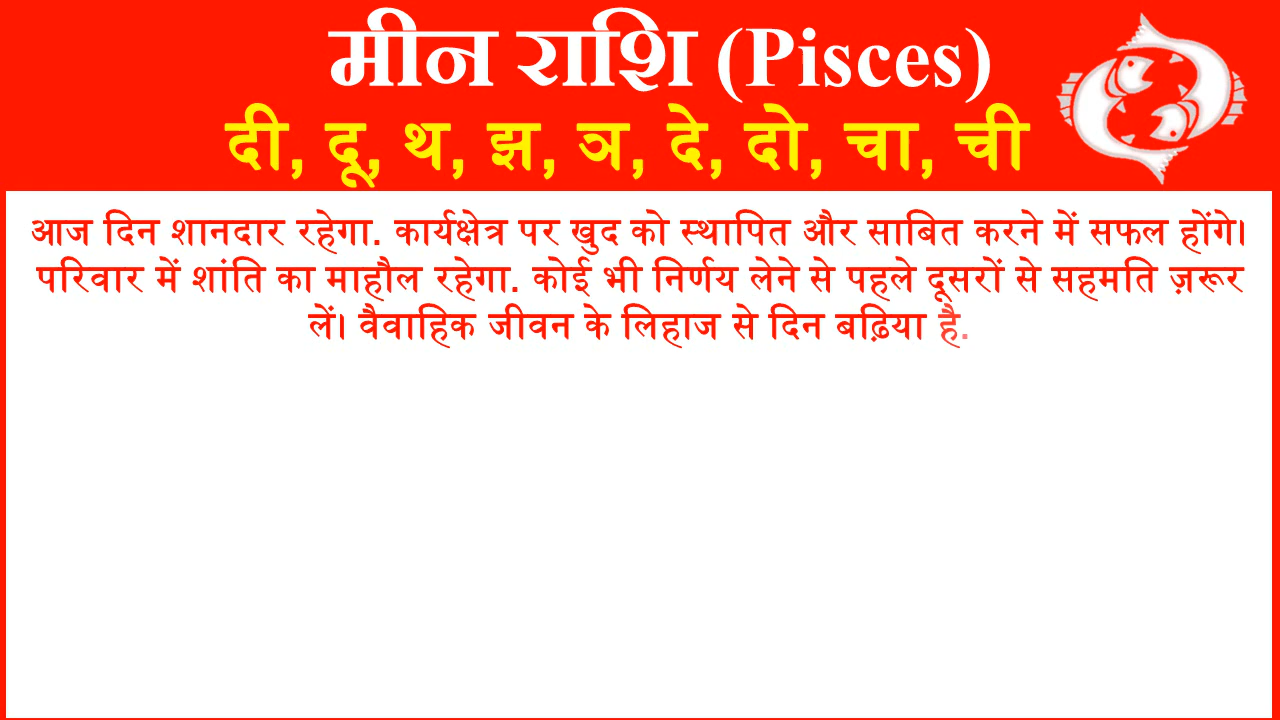 मीन राशि (Pisces)
दी, दू, थ, झ, ञ, दे, दो, चा, ची
आज दिन शानदार रहेगा. कार्यक्षेत्र पर खुद को स्थापित और साबित करने में सफल होंगे।
परिवार में शांति का माहौल रहेगा. कोई भी निर्णय लेने से पहले दूसरों से सहमति ज़रूर
लें। वैवाहिक जीवन के लिहाज से दिन बढ़िया है.